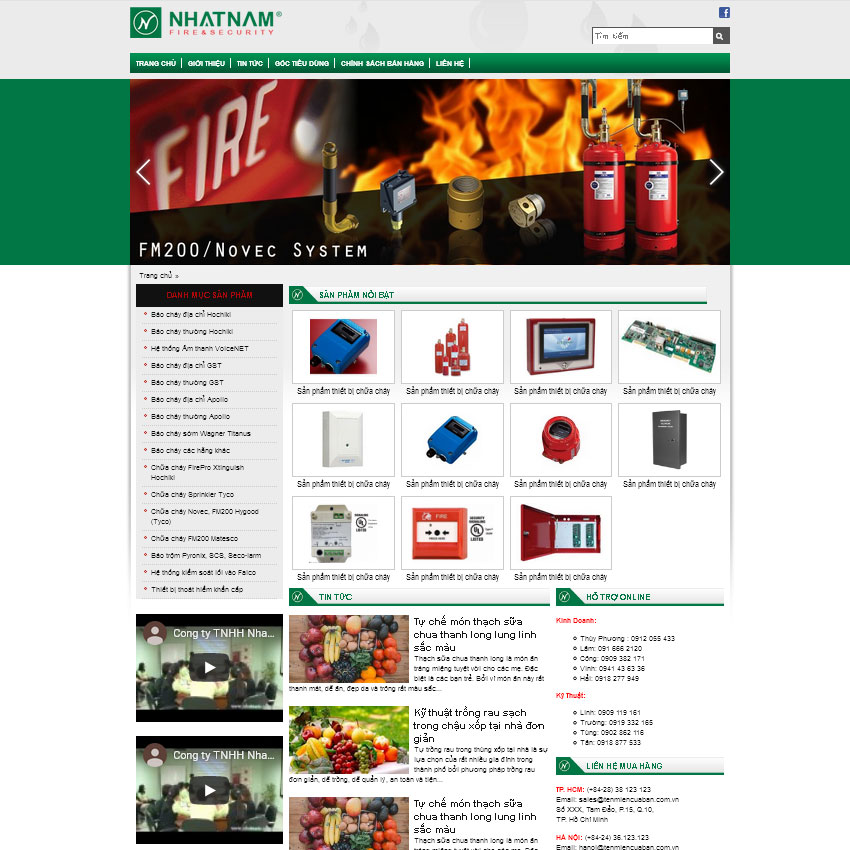 NHATNAM®
FIRE & SECURITY
Tìm kiếm
TRANG CHỦ
GIỚI THIỆU
TIN TỨC
GÓC TIÊU DÙNG
CHÍNH SÁCH BÁN HÀNG
LIÊN HỆ
FIRE
FM200/Novec System
Trang chủ »
DANH MỤC SẢN PHẨM
Báo cháy địa chỉ Hochiki
Báo cháy thường Hochiki
Hệ thống Âm thanh VoiceNET
Báo cháy địa chỉ GST
Báo cháy thường GST
Báo cháy địa chỉ Apollo
Báo cháy thường Apollo
Báo cháy sớm Wagner Titanus
Báo cháy các hãng khác
Chữa cháy FirePro Xtinguish
Hochiki
Chữa cháy Sprinkler Tyco
Chữa cháy Novec, FM200 Hygood
(Tyco)
Chữa cháy FM200 Matesco
Báo trộm Pyronix, SCS, Seco-larm
Hệ thống kiểm soát lối vào Falco
Thiết bị thoát hiểm khẩn cấp
Công ty TNHH Nha...
Công ty TNHH Nha...
SẢN PHẨM NỔI BẬT
Sản phẩm thiết bị chữa cháy
Sản phẩm thiết bị chữa cháy
Sản phẩm thiết bị chữa cháy
Sản phẩm thiết bị chữa cháy
Sản phẩm thiết bị chữa cháy
Sản phẩm thiết bị chữa cháy
Sản phẩm thiết bị chữa cháy
Sản phẩm thiết bị chữa cháy
UL
LISTED
FIRE
UL
LISTED
Sản phẩm thiết bị chữa cháy
Sản phẩm thiết bị chữa cháy
Sản phẩm thiết bị chữa cháy
TIN TỨC
Tự chế món thạch sữa
chua thanh long lung linh
sắc màu
Thạch sữa chua thanh long là món ăn
tráng miệng tuyệt vời cho các mẹ. Đặc
biệt là các bạn trẻ. Bởi vì món ăn này rất
thanh mát, dễ ăn, đẹp da và trông rất màu sắc...
Kỹ thuật trồng rau sạch
trong chậu xốp tại nhà đơn
giản
Tự trồng rau trong thùng xốp tại nhà là sự
lựa chọn của rất nhiều gia đình trong
thành phố bởi phương pháp trồng rau
đơn giản, dễ trồng, dễ quản lý, an toàn và tiện...
Tự chế món thạch sữa
chua thanh long lung linh
sắc màu
Thạch sữa chua thanh long là món ăn
tráng miệng tuyệt vời cho các mẹ. Đặc
HỖ TRỢ ONLINE
Kinh Doanh:
Thùy Phương : 0912 055 433
Lâm: 091 666 2120
Công: 0909 382 171
Vinh: 0941 43 63 36
Hải: 0918 277 949
Kỹ Thuật:
Linh: 0909 119 161
Trường: 0919 332 165
Tùng: 0902 862 116
Tấn: 0918 877 533
LIÊN HỆ MUA HÀNG
TP. HCM: (+84-28) 38 123 123
Email: sales@tenmiencuaban.com.vn
Số XXX, Tam Đảo, P.15, Q.10,
TP. Hồ Chí Minh
HÀ NỘI: (+84-24) 36.123.123
Email: hanoi@tenmiencuaban.com.vn